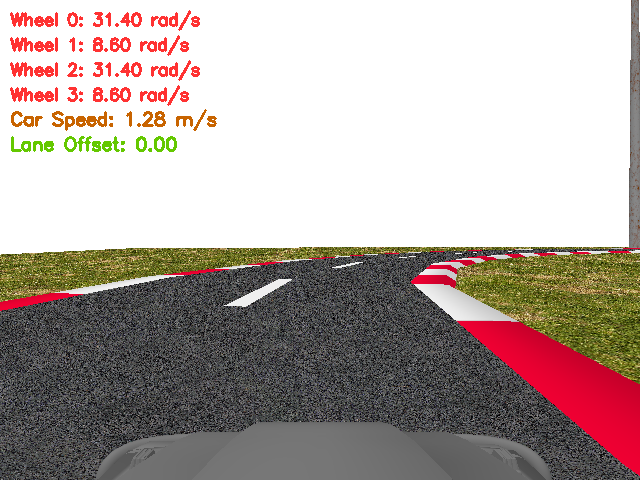 Wheel 0: 31.40 rad/s
Wheel 1: 8.60 rad/s
Wheel 2: 31.40 rad/s
Wheel 3: 8.60 rad/s
Car Speed: 1.28 m/s
Lane Offset: 0.00